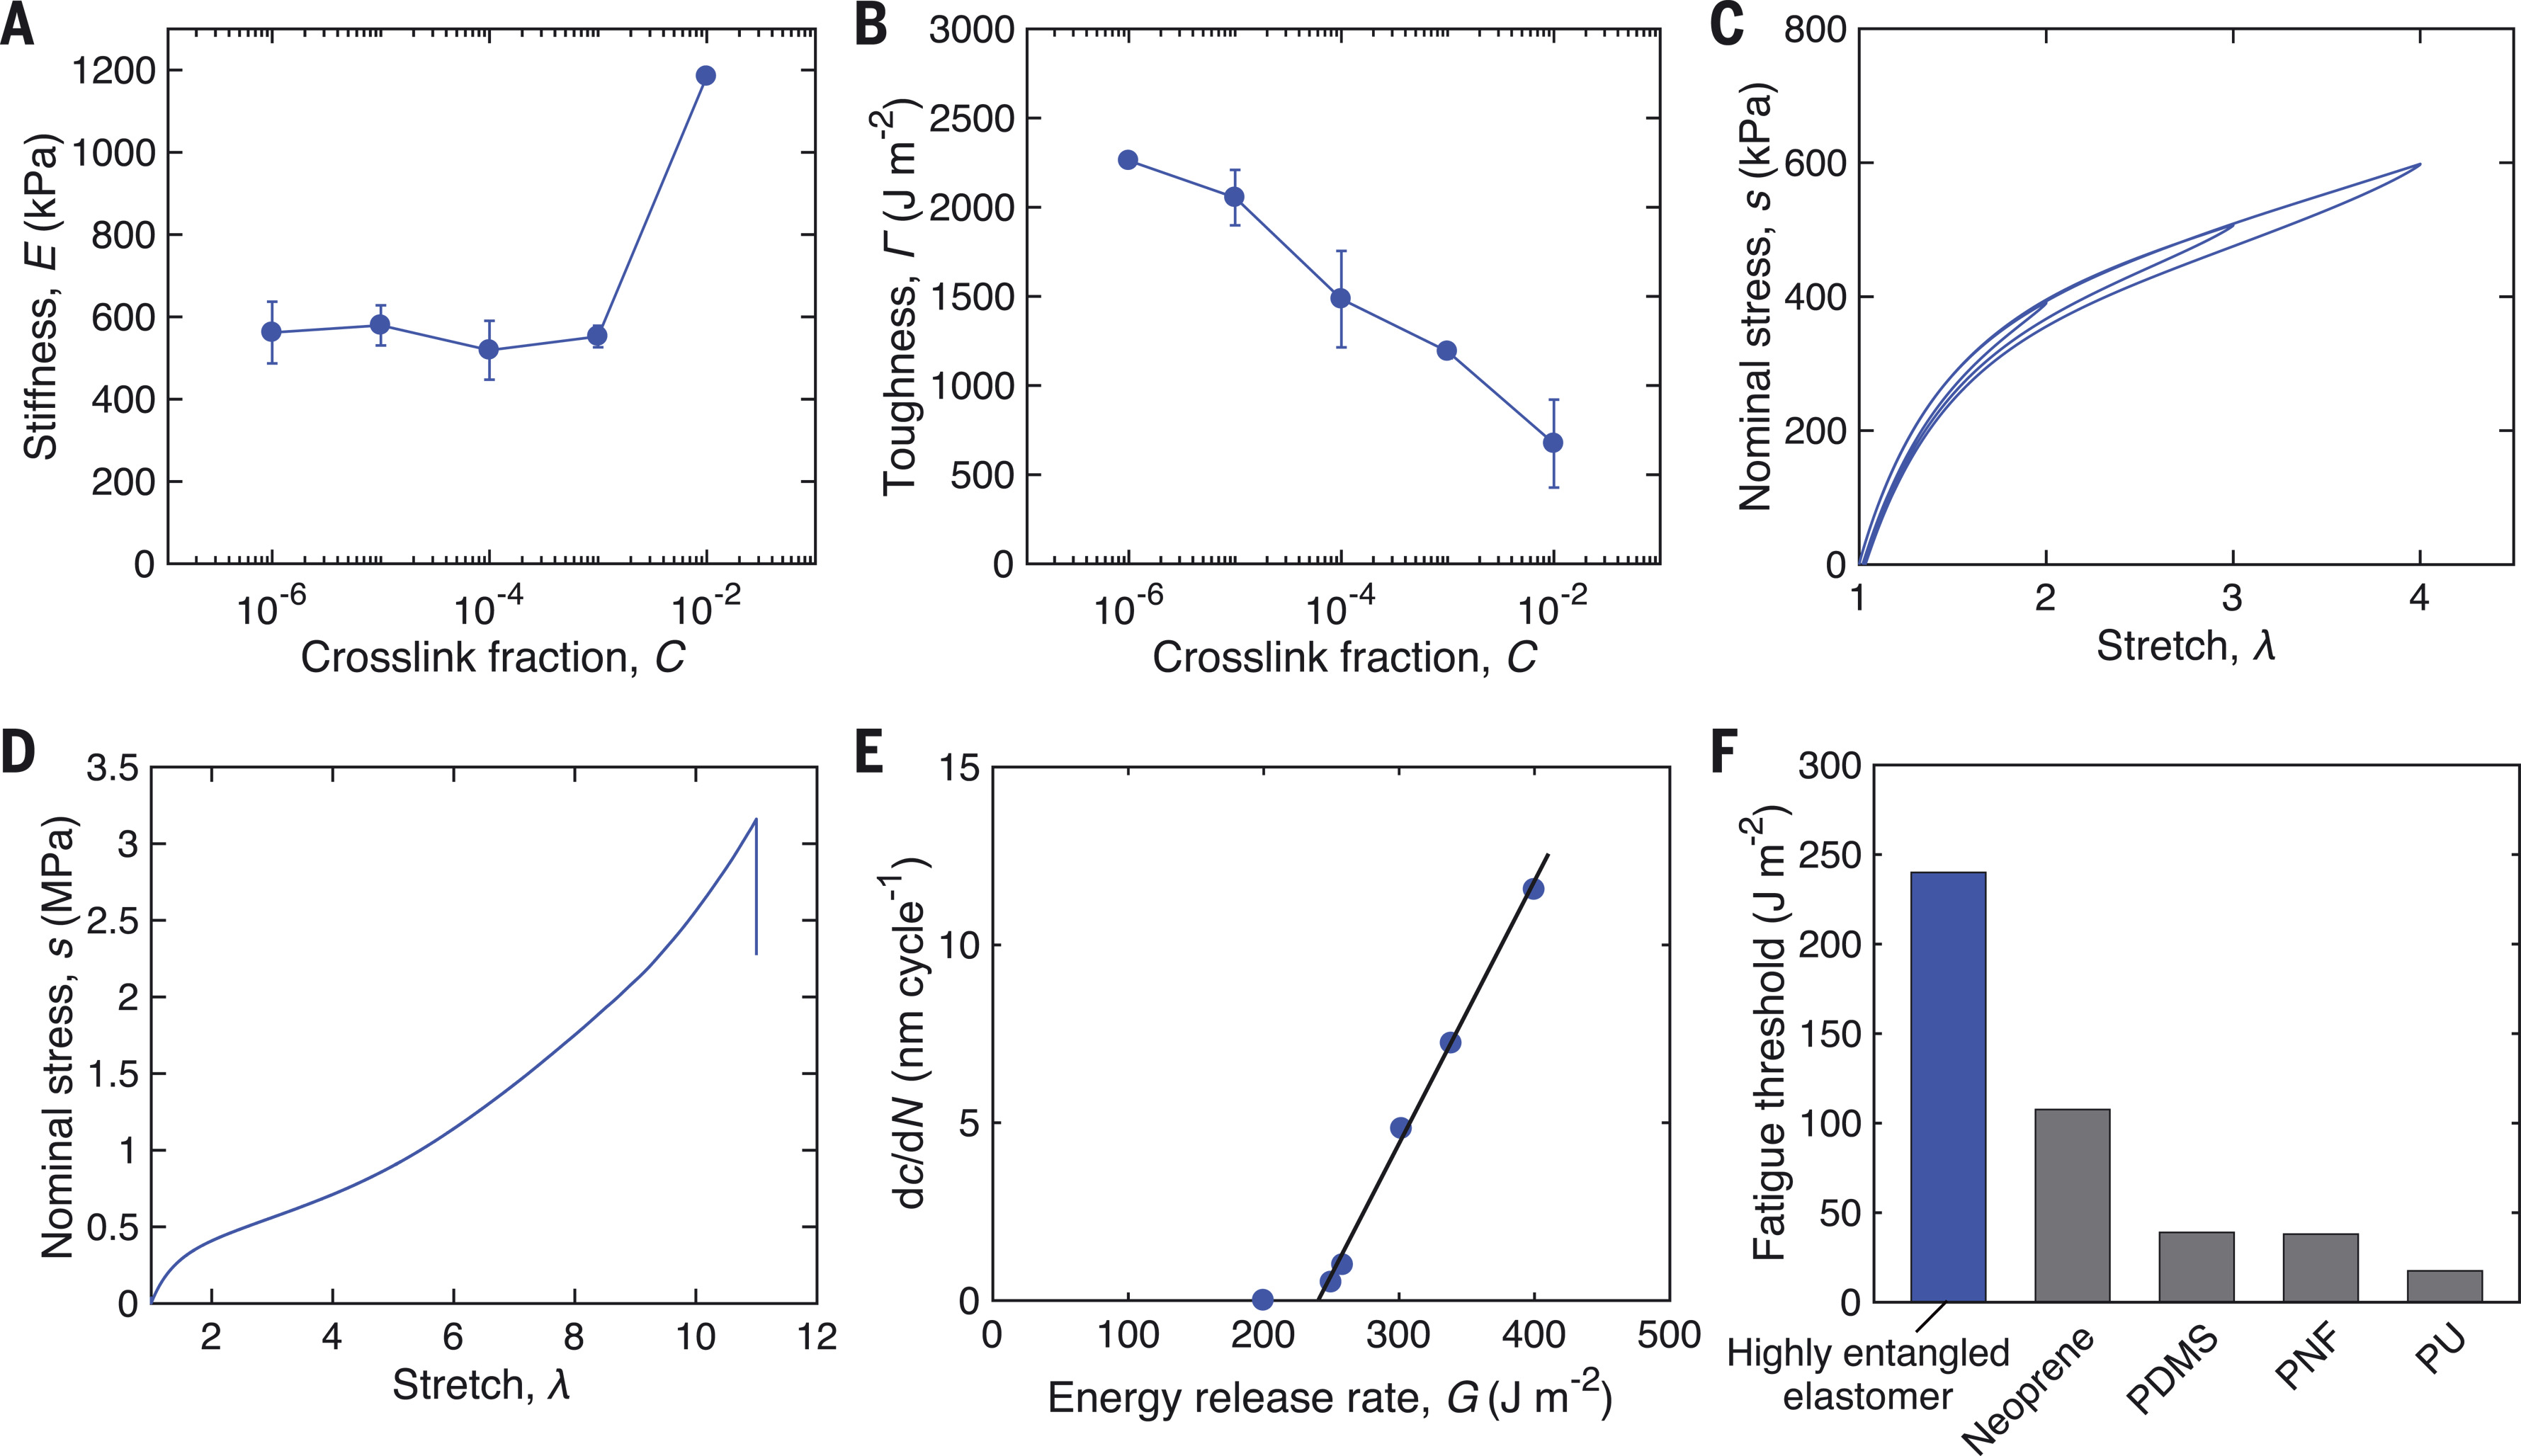 A
1200
1000
800
600
400
200
0
Stiffness, E (kPa)
10-6
10-4
10-2
Crosslink fraction, C
B
3000
2500
2000
1500
1000
500
0
Toughness, Γ (J m-2)
10-6
10-4
10-2
Crosslink fraction, C
C
800
600
400
200
0
Nominal stress, s (kPa)
1
2
3
4
Stretch, λ
D
3.5
3
2.5
2
1.5
1
0.5
0
Nominal stress, s (MPa)
2
4
6
8
10
12
Stretch, λ
E
15
10
5
0
dc/dN (nm cycle-1)
0
100
200
300
400
500
Energy release rate, G (J m-2)
F
300
250
200
150
100
50
0
Fatigue threshold (J m-2)
Highly entangled
elastomer
Neoprene
PDMS
PNF
PU